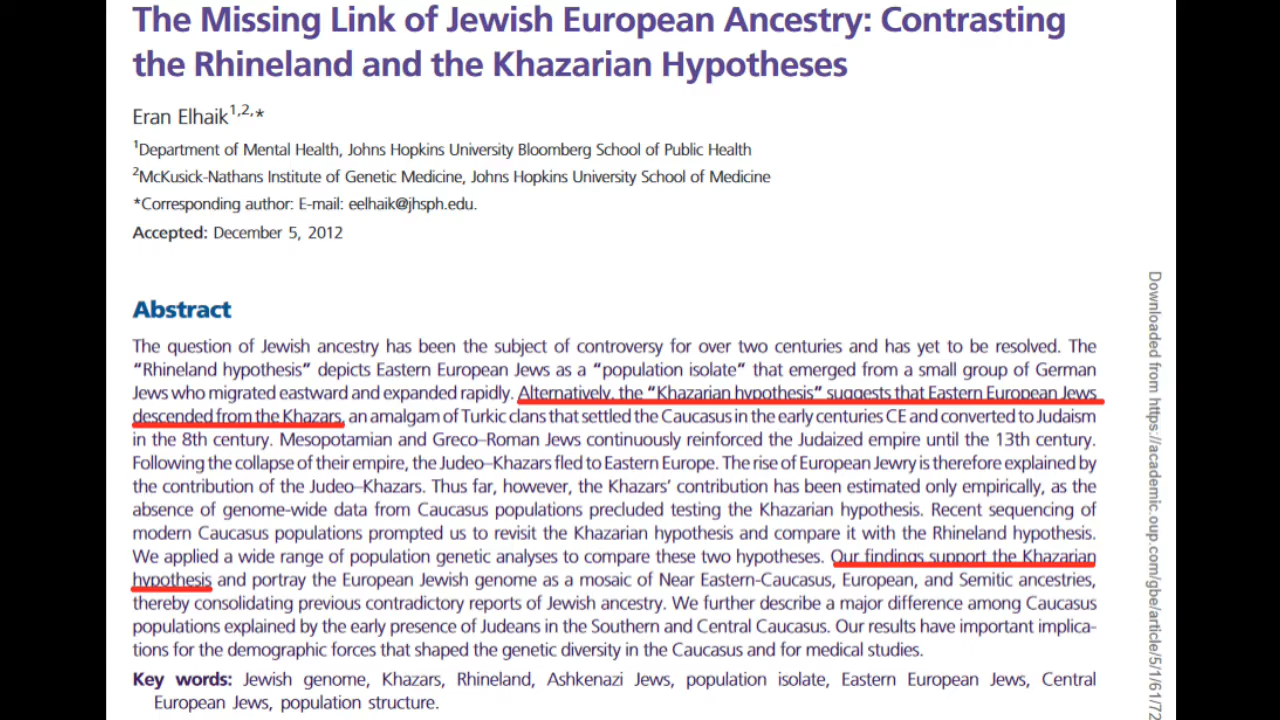 The Missing Link of Jewish European Ancestry: Contrasting
the Rhineland and the Khazarian Hypotheses
Eran Elhaik1,2,*
1Department of Mental Health, Johns Hopkins University Bloomberg School of Public Health
2McKusick-Nathans Institute of Genetic Medicine, Johns Hopkins University School of Medicine
*Corresponding author: E-mail: eelhaik@jhsph.edu.
Accepted: December 5, 2012
Abstract
The question of Jewish ancestry has been the subject of controversy for over two centuries and has yet to be resolved. The
“Rhineland hypothesis” depicts Eastern European Jews as a “population isolate” that emerged from a small group of German
Jews who migrated eastward and expanded rapidly. Alternatively, the “Khazarian hypothesis” suggests that Eastern European Jews
descended from the Khazars, an amalgam of Turkic clans that settled the Caucasus in the early centuries CE and converted to Judaism
in the 8th century. Mesopotamian and Greco–Roman Jews continuously reinforced the Judaized empire until the 13th century.
Following the collapse of their empire, the Judeo–Khazars fled to Eastern Europe. The rise of European Jewry is therefore explained by
the contribution of the Judeo–Khazars. Thus far, however, the Khazars’ contribution has been estimated only empirically, as the
absence of genome-wide data from Caucasus populations precluded testing the Khazarian hypothesis. Recent sequencing of
modern Caucasus populations prompted us to revisit the Khazarian hypothesis and compare it with the Rhineland hypothesis.
We applied a wide range of population genetic analyses to compare these two hypotheses. Our findings support the Khazarian
hypothesis and portray the European Jewish genome as a mosaic of Near Eastern-Caucasus, European, and Semitic ancestries,
thereby consolidating previous contradictory reports of Jewish ancestry. We further describe a major difference among Caucasus
populations explained by the early presence of Judeans in the Southern and Central Caucasus. Our results have important implica-
tions for the demographic forces that shaped the genetic diversity in the Caucasus and for medical studies.
Key words: Jewish genome, Khazars, Rhineland, Ashkenazi Jews, population isolate, Eastern European Jews, Central
European Jews, population structure.
Downloaded from https://academic.oup.com/gbe/article/5/1/61/72